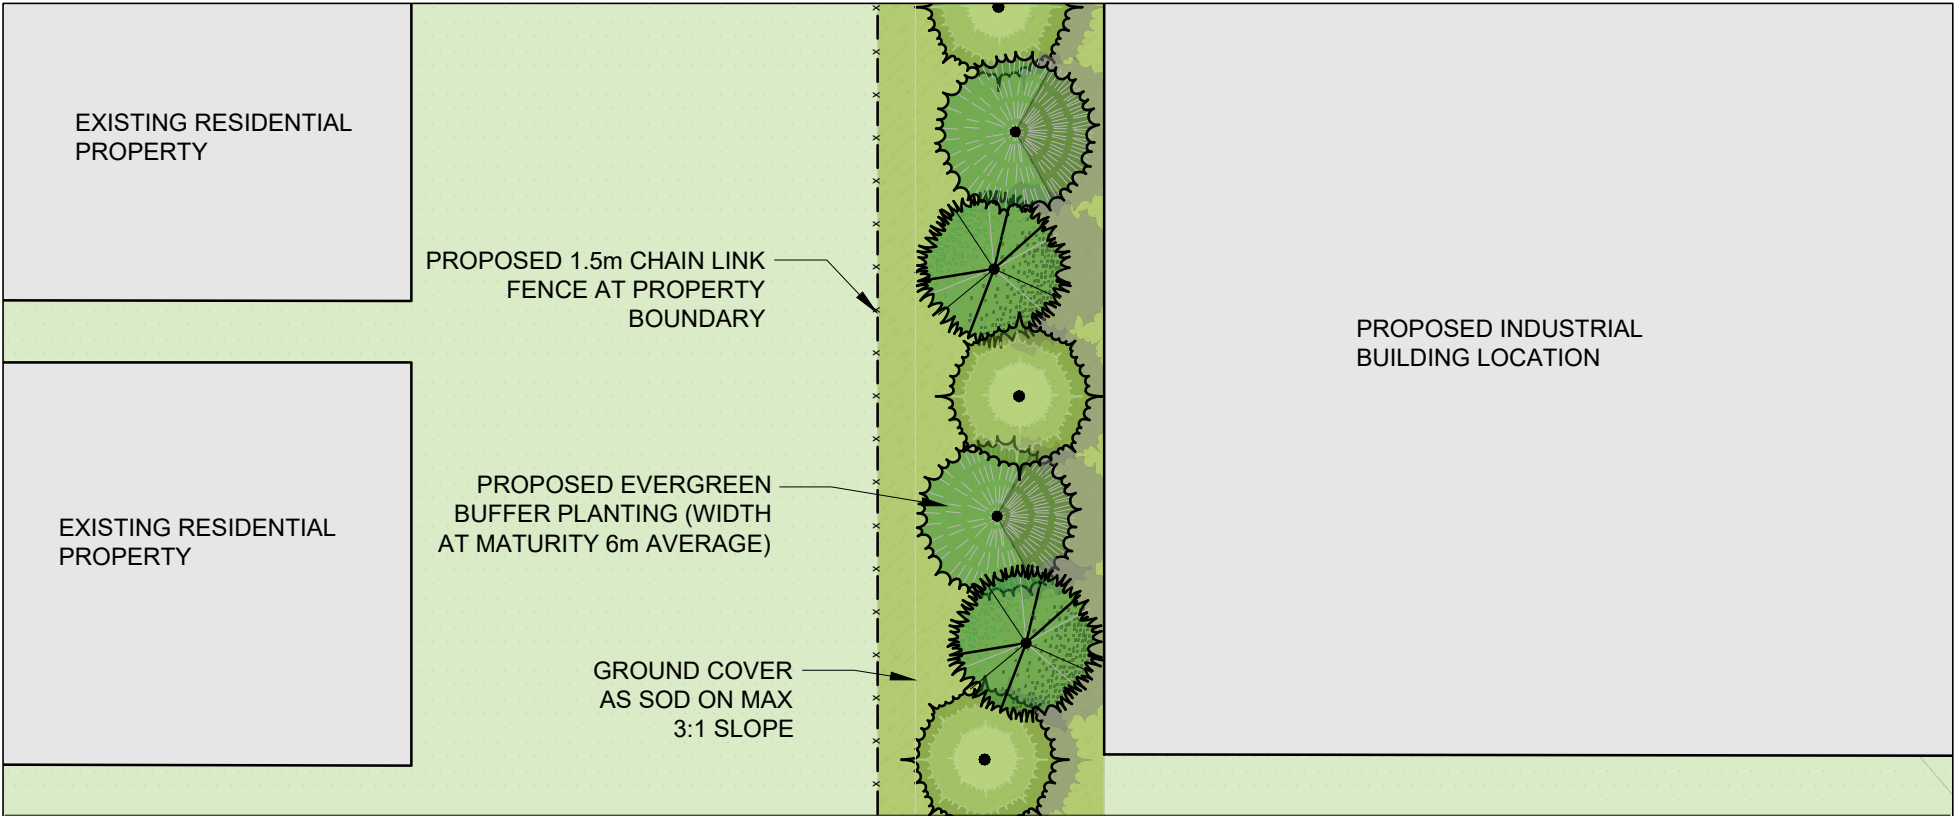 EXISTING RESIDENTIAL
PROPERTY
PROPOSED 1.5m CHAIN LINK
FENCE AT PROPERTY
BOUNDARY
PROPOSED INDUSTRIAL
BUILDING LOCATION
PROPOSED EVERGREEN
BUFFER PLANTING (WIDTH
AT MATURITY 6m AVERAGE)
EXISTING RESIDENTIAL
PROPERTY
GROUND COVER
AS SOD ON MAX
3:1 SLOPE